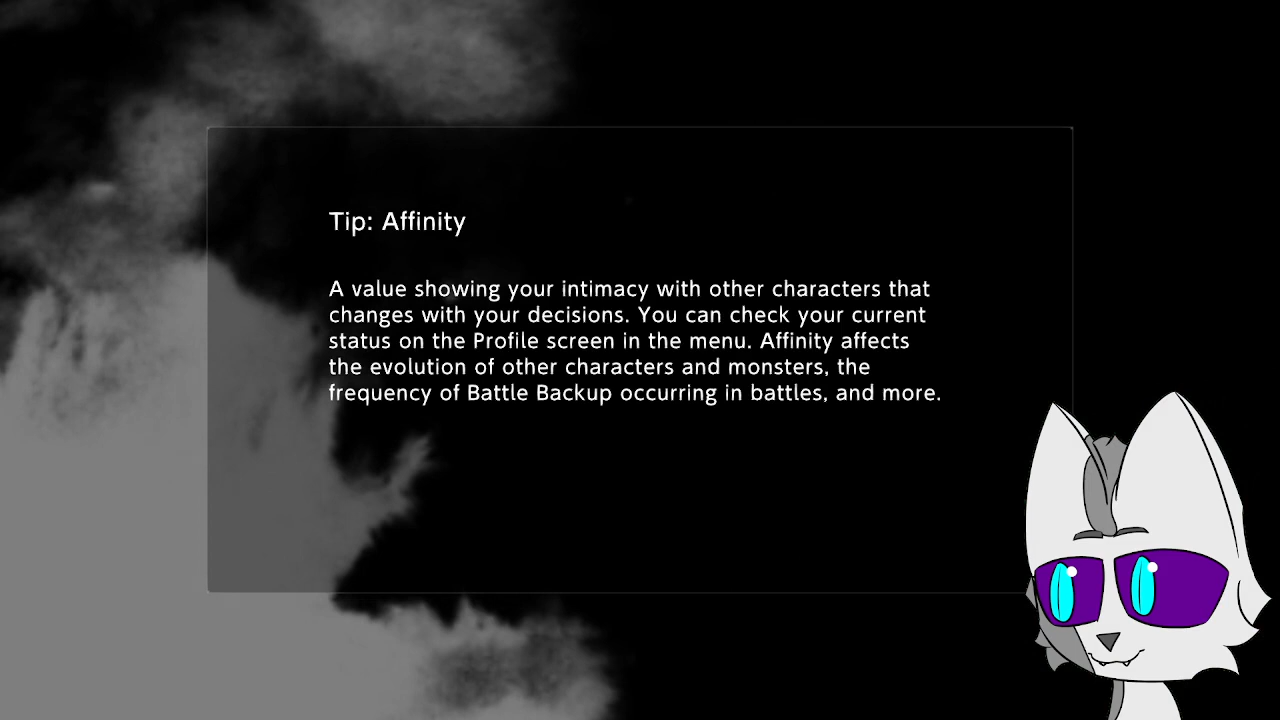 Tip: Affinity
A value showing your intimacy with other characters that
changes with your decisions. You can check your current
status on the Profile screen in the menu. Affinity affects
the evolution of other characters and monsters, the
frequency of Battle Backup occurring in battles, and more.